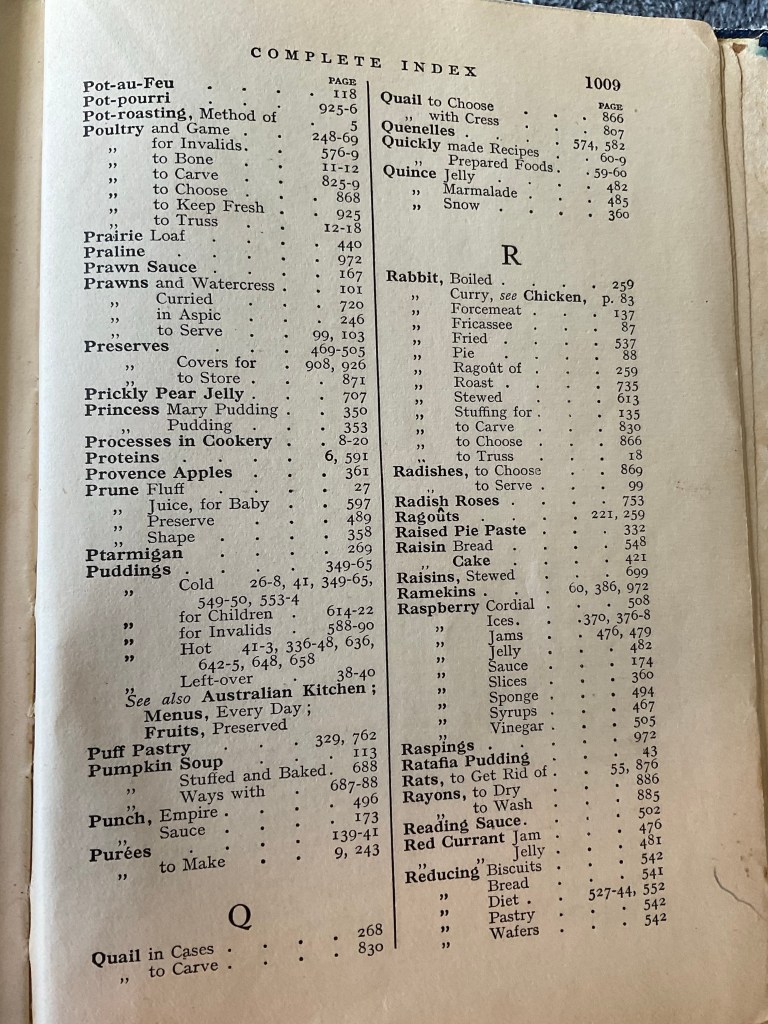 COMPLETE INDEX 1009
PAGE
Pot-au-Feu . . . . 118
Pot-pourri . . . . 925-6
Pot-roasting, Method of . 5
Poultry and Game . . 248-69
„ for Invalids. . 576-9
„ to Bone . . 11-12
„ to Carve . . 825-9
„ to Choose . . 868
„ to Keep Fresh . 925
„ to Truss . . 12-18
Prairie Loaf . . . 440
Praline . . . . 972
Prawn Sauce . . . 167
Prawns and Watercress . . 101
„ Curried . . . 720
„ in Aspic . . . 246
„ to Serve . . 99, 103
Preserves . . . 469-505
„ Covers for . 908, 926
„ to Store . . . 871
Prickly Pear Jelly . . . 707
Princess Mary Pudding . . 350
„ Pudding . . . 353
Processes in Cookery . . 8-20
Proteins . . . . 6, 591
Provence Apples . . . 361
Prune Fluff . . . . 27
„ Juice, for Baby . . 597
„ Preserve . . . 489
„ Shape . . . . 358
Ptarmigan . . . . 269
Puddings . . . . 349-65
„ Cold 26-8, 41, 349-65,
549-50, 553-4
„ for Children . 614-22
„ for Invalids . 588-90
„ Hot 41-3, 336-48, 636,
642-5, 648, 658
„ Left-over . 38-40
See also Australian Kitchen ;
Menus, Every Day ;
Fruits, Preserved
Puff Pastry . . . 329, 762
Pumpkin Soup . . . 113
„ Stuffed and Baked . 688
„ Ways with . 687-88
Punch, Empire . . . 496
„ Sauce . . . 173
Purées . . . . 139-41
„ to Make . . 9, 243
Q
Quail in Cases . . . . 268
„ to Carve . . . . 830
PAGE
Quail to Choose . . . 866
„ with Cress . . . 807
Quenelles . . . 574, 582
Quickly made Recipes . . 60-9
„ Prepared Foods . . 59-60
Quince Jelly . . . . 482
„ Marmalade . . . 485
„ Snow . . . . 360
R
Rabbit, Boiled . . . . 259
„ Curry, see Chicken, p. 83
„ Forcemeat . . . 137
„ Fricassee . . . 87
„ Fried . . . . 537
„ Pie . . . . 88
„ Ragoût of . . . 259
„ Roast . . . . 735
„ Stewed . . . 613
„ Stuffing for . . . 135
„ to Carve . . . 830
„ to Choose . . . 866
„ to Truss . . . 18
Radishes, to Choose . . 869
„ to Serve . . . 99
Radish Roses . . . . 753
Ragoûts . . . . 221, 259
Raised Pie Paste . . . 332
Raisin Bread . . . . 548
„ Cake . . . . 421
Raisins, Stewed . . . 699
Ramekins . . . 60, 386, 972
Raspberry Cordial . . . 508
„ Ices. . . 370, 376-8
„ Jams . . 476, 479
„ Jelly . . . 482
„ Sauce . . . 174
„ Slices . . . 360
„ Sponge . . . 494
„ Syrups . . . 467
„ Vinegar . . . 505
Raspings . . . . 972
Ratafia Pudding . . . 43
Rats, to Get Rid of . . 55, 876
Rayons, to Dry . . . 886
„ to Wash . . . 885
Reading Sauce. . . . 502
Red Currant Jam . . . 476
„ „ Jelly . . . 481
Reducing Biscuits . . . 542
„ Bread . . . 541
„ Diet . . 527-44, 552
„ Pastry . . . 542
„ Wafers . . . 542